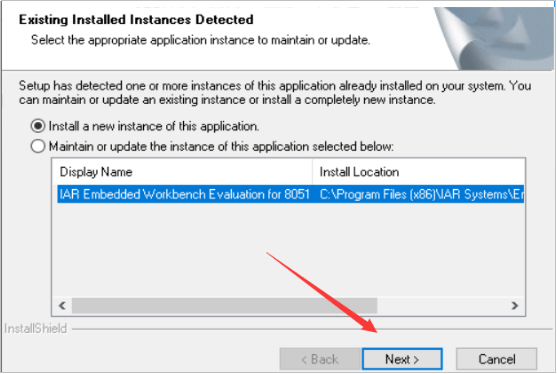 Existing Installed Instances Detected
Select the appropriate application instance to maintain or update.
Setup has detected one or more instances of this application already installed on your system. You
can maintain or update an existing instance or install a completely new instance.
Install a new instance of this application.
Maintain or update the instance of this application selected below:
Display Name Install Location
IAR Embedded Workbench Evaluation for 8051 C:\Program Files (x86)\IAR Systems\Er
InstallShield
< Back Next > Cancel